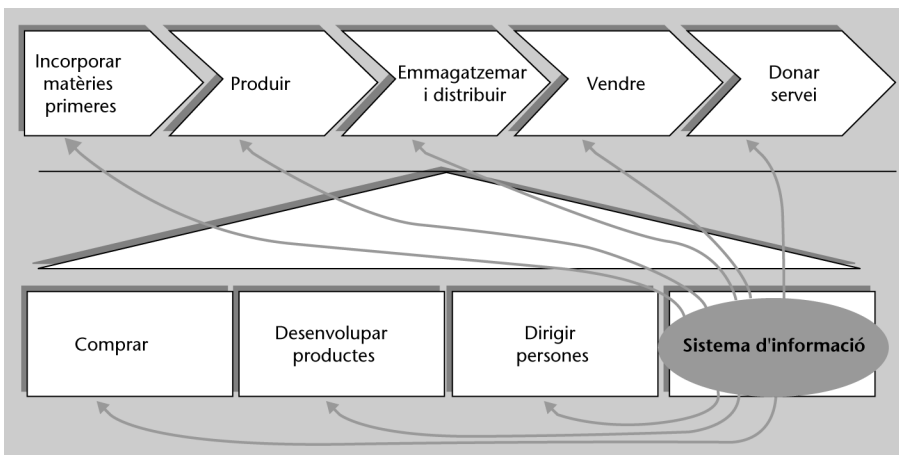 Incorporar
matèries
primeres
Produir
Emmagatzemar
i distribuir
Vendre
Donar
servei
Comprar
Desenvolupar
productes
Dirigir
persones
Sistema d'informació